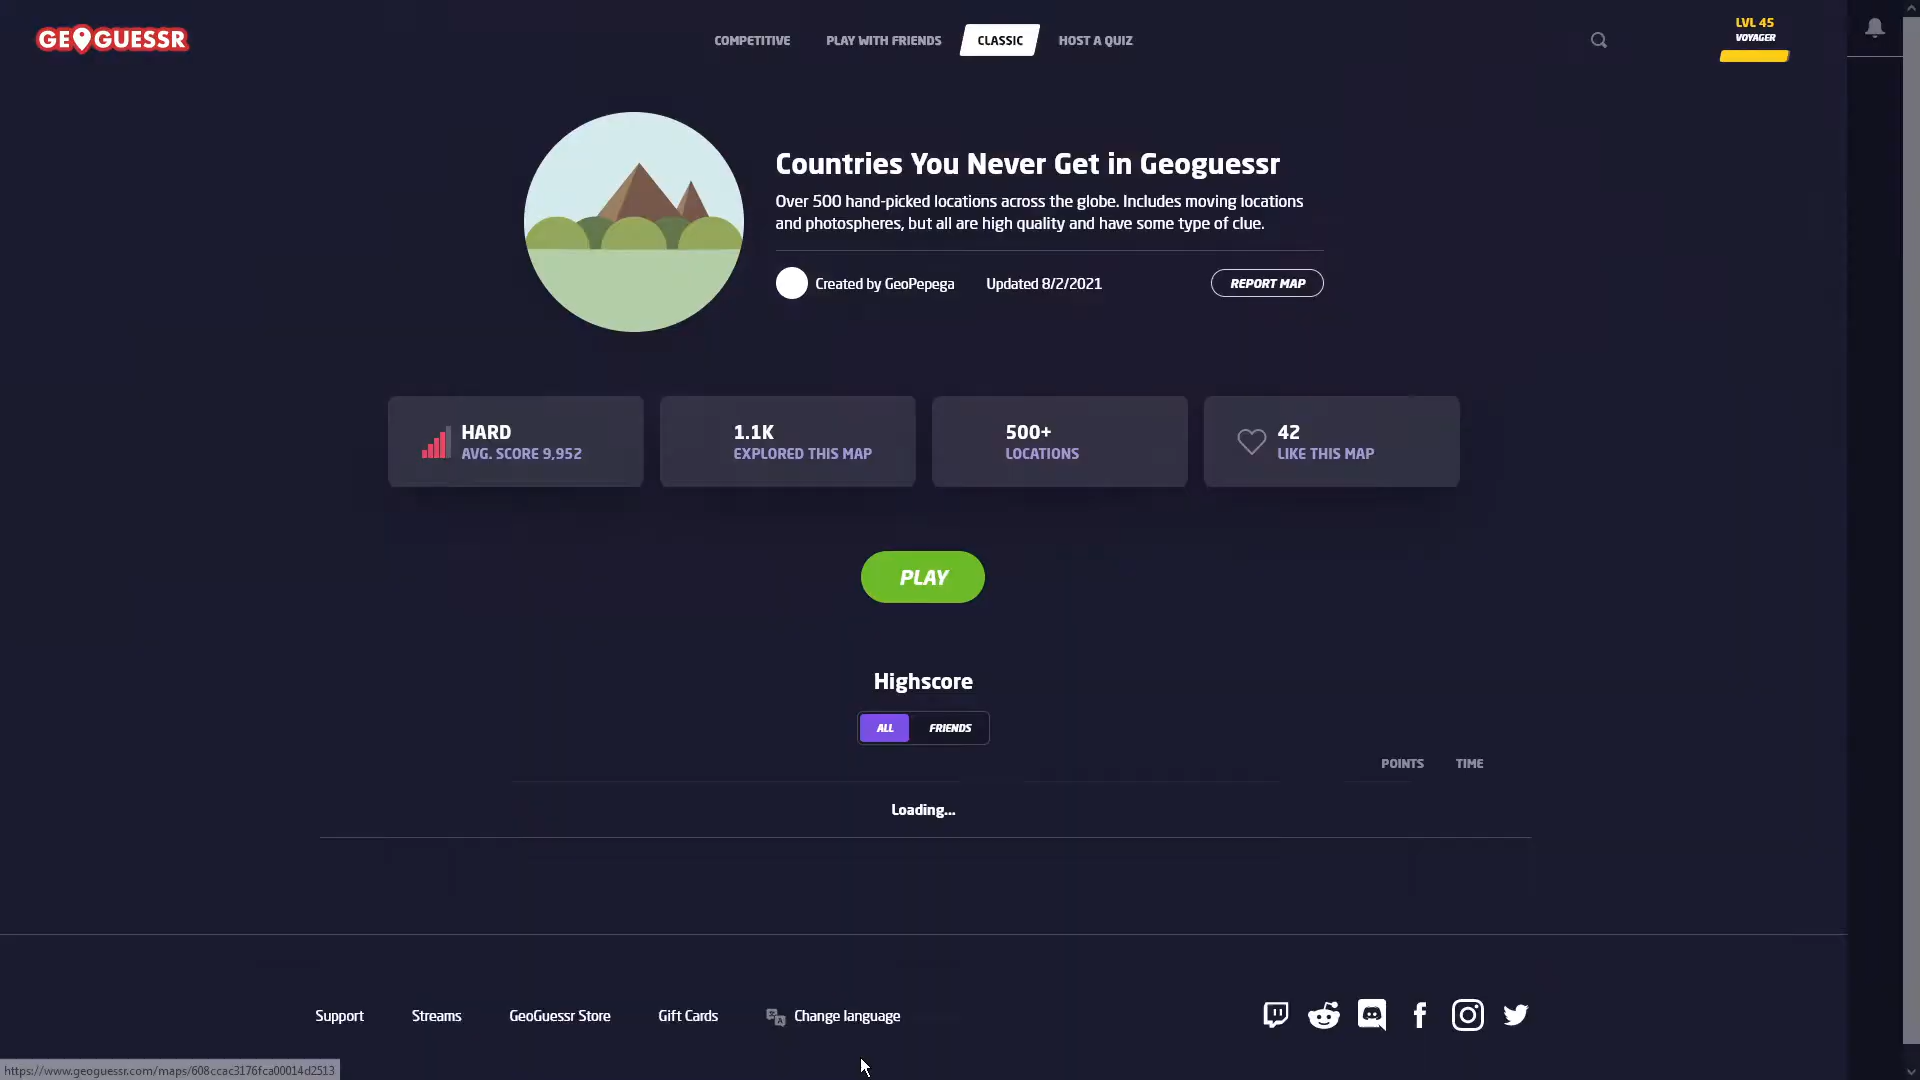 GEOGUESSR
COMPETITIVE
PLAY WITH FRIENDS
CLASSIC
HOST A QUIZ
LVL 45
VOYAGER
Countries You Never Get in Geoguessr
Over 500 hand-picked locations across the globe. Includes moving locations
and photospheres, but all are high quality and have some type of clue.
Created by GeoPepega
Updated 8/2/2021
REPORT MAP
HARD
AVG. SCORE 9,952
1.1K
EXPLORED THIS MAP
500+
LOCATIONS
42
LIKE THIS MAP
PLAY
Highscore
ALL
FRIENDS
POINTS
TIME
Loading...
Support
Streams
GeoGuessr Store
Gift Cards
Change language
https://www.geoguessr.com/maps/608ccac3176fca00014d2513